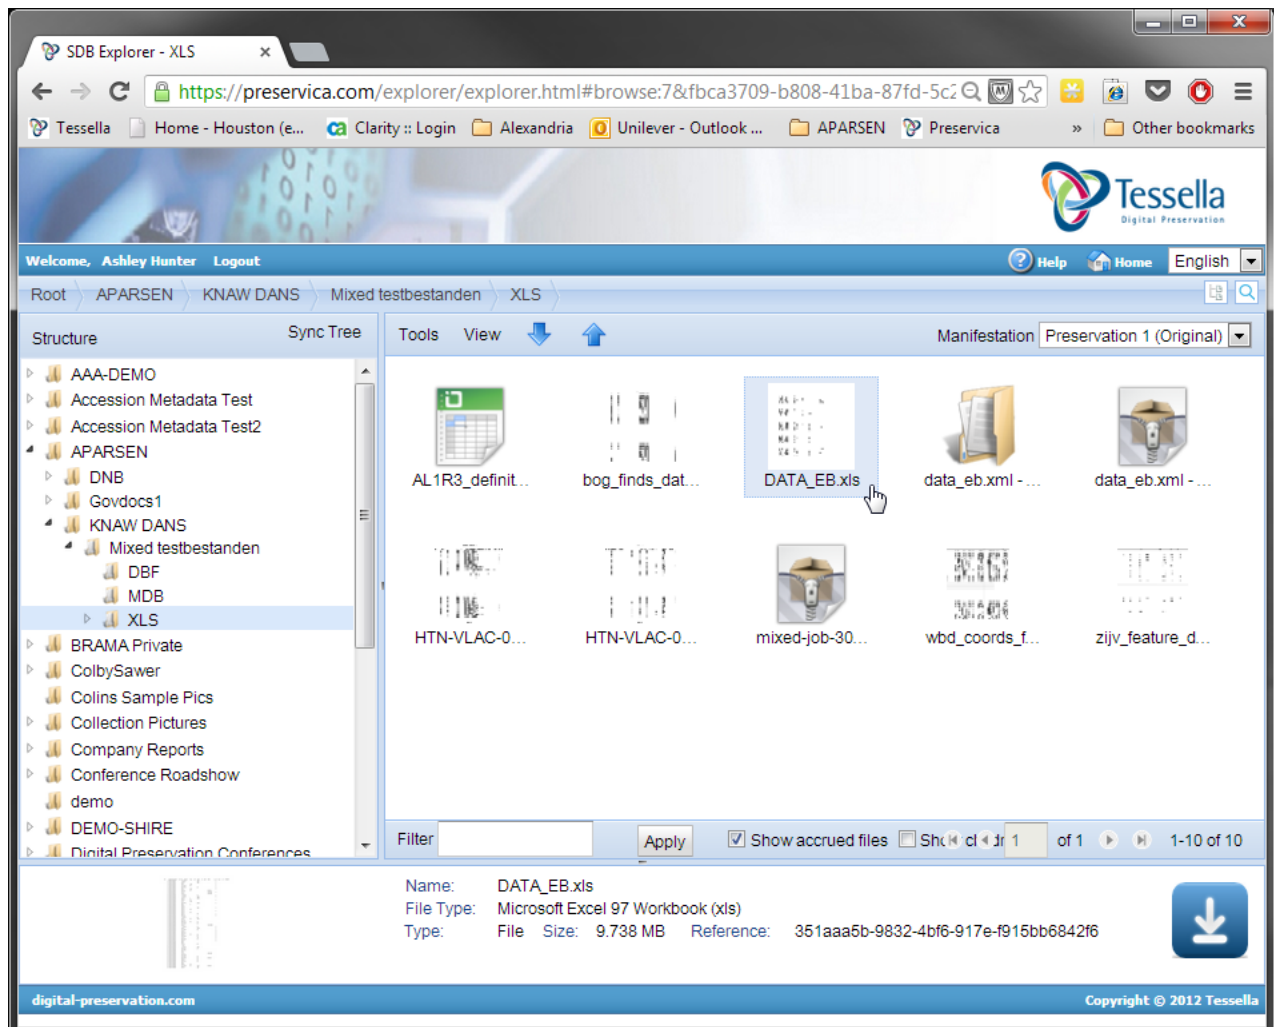 SDB Explorer - XLS ×
https://preservica.com/explorer/explorer.html#browse:7&fbca3709-b808-41ba-87fd-5c2
Tessella Home - Houston (e... Clarity :: Login Alexandria Unilever - Outlook ... APARSEN Preservica » Other bookmarks
Tessella
Digital Preservation
Welcome, Ashley Hunter Logout Help Home English
Root APARSEN KNAW DANS Mixed testbestanden XLS
Structure Sync Tree Tools View Manifestation Preservation 1 (Original)
AAA-DEMO
Accession Metadata Test
Accession Metadata Test2
APARSEN
DNB
Govdocs1
KNAW DANS
Mixed testbestanden
DBF
MDB
XLS
BRAMA Private
ColbySawer
Colins Sample Pics
Collection Pictures
Company Reports
Conference Roadshow
demo
DEMO-SHIRE
Digital Preservation Conferences
AL1R3_definit... bog_finds_dat... DATA_EB.xls data_eb.xml - ... data_eb.xml - ...
HTN-VLAC-0... HTN-VLAC-0... mixed-job-30... wbd_coords_f... zijv_feature_d...
Filter Apply Show accrued files 1 of 1 1-10 of 10
Name: DATA_EB.xls
File Type: Microsoft Excel 97 Workbook (xls)
Type: File Size: 9.738 MB Reference: 351aaa5b-9832-4bf6-917e-f915bb6842f6
digital-preservation.com Copyright © 2012 Tessella